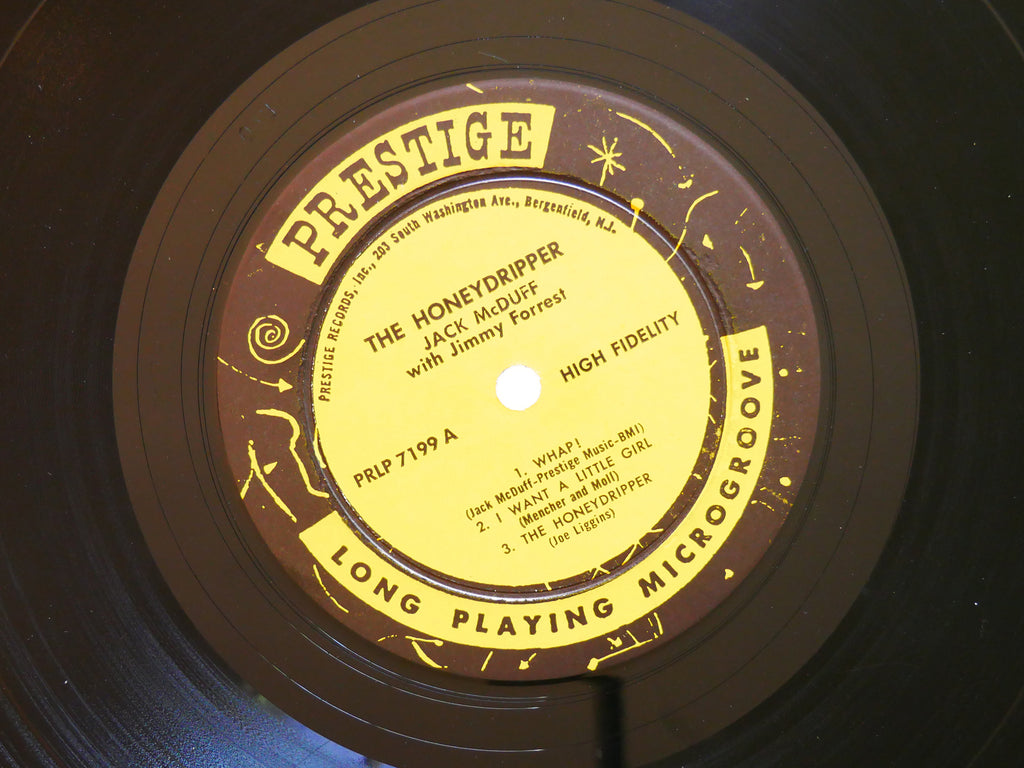 PRESTIGE
PRESTIGE RECORDS, Inc., 203 South Washington Ave., Bergenfield, N.J.
THE HONEYDRIPPER
JACK McDUFF
with Jimmy Forrest
HIGH FIDELITY
PRLP 7199 A
1. WHAP!
(Jack McDuff-Prestige Music-BMI)
2. I WANT A LITTLE GIRL
(Mencher and Moll)
3. THE HONEYDRIPPER
(Joe Liggins)
LONG PLAYING MICROGROOVE